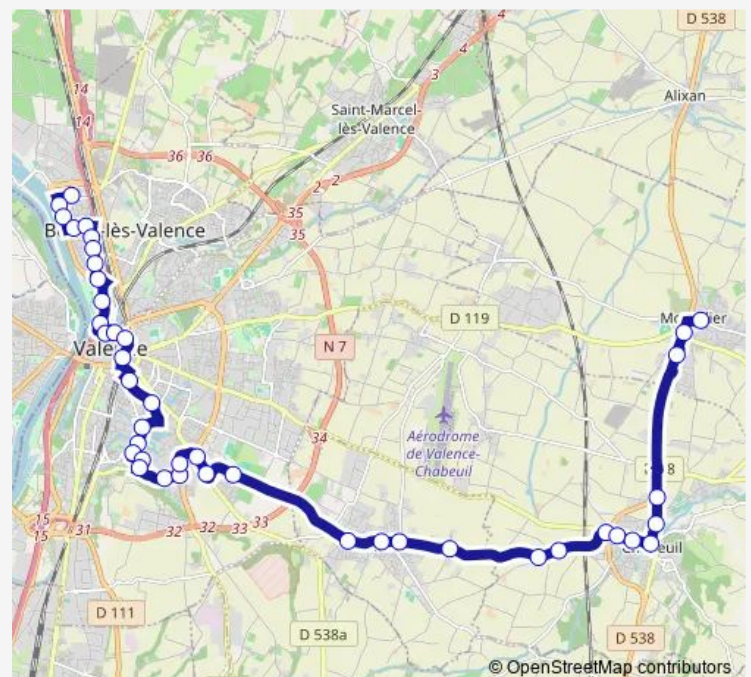 D 538
Alixan
Saint-Marcel-
lès-Valence
14
14
3
4
4
36
36
2
2
35
35
-lès-Valence
D 119
N 7
34
Aérodrome
de Valence-
Chabeuil
15
15
31
32
32
33
33
D 111
D 538a
D 538
© OpenStreetMap contributors